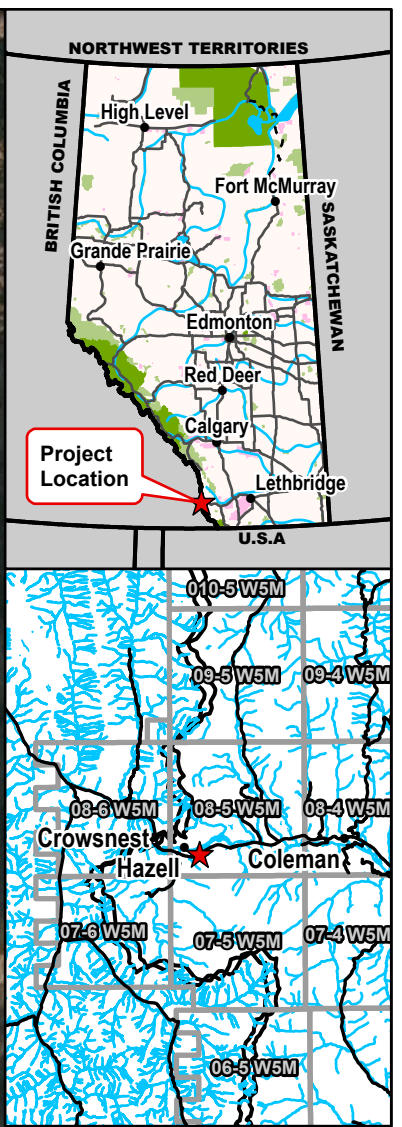 NORTHWEST TERRITORIES
BRITISH COLUMBIA
High Level
Fort McMurray
SASKATCHEWAN
Grande Prairie
Edmonton
Red Deer
Calgary
Project
Location
Lethbridge
U.S.A
010-5 W5M
09-5 W5M
09-4 W5M
08-6 W5M
08-5 W5M
08-4 W5M
Crowsnest
Hazell
Coleman
07-6 W5M
07-5 W5M
07-4 W5M
06-5 W5M